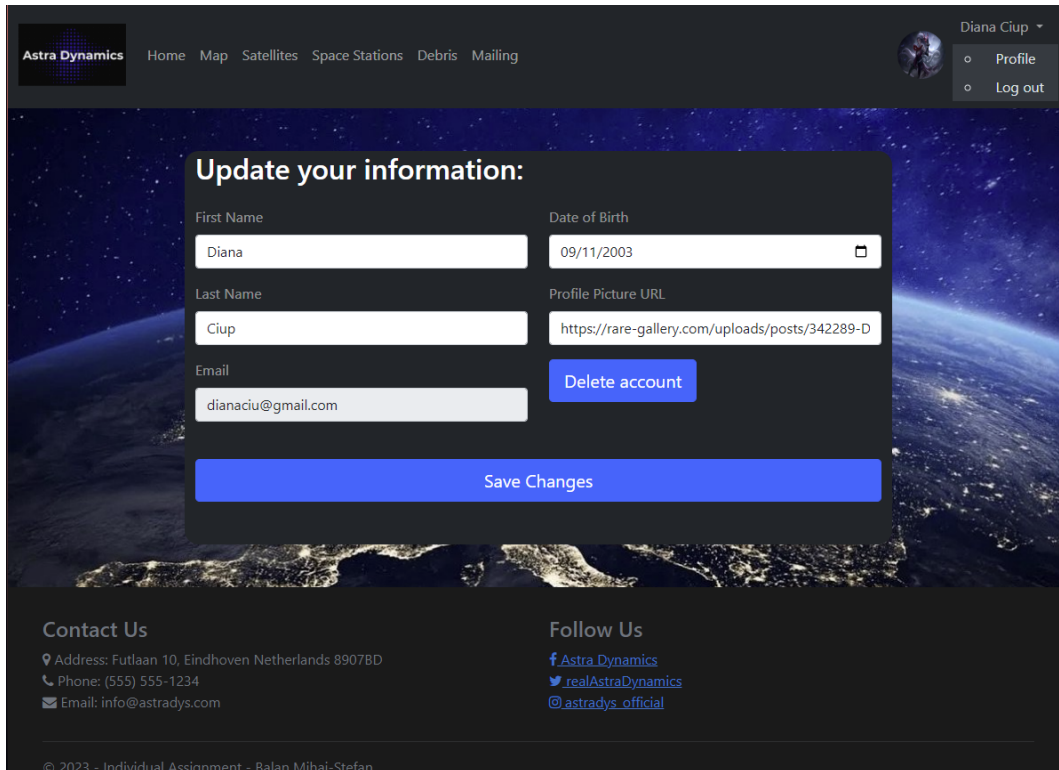 Astra Dynamics
Home Map Satellites Space Stations Debris Mailing
Diana Ciup
Profile
Log out
Update your information:
First Name
Date of Birth
Diana
09/11/2003
Last Name
Profile Picture URL
Ciup
https://rare-gallery.com/uploads/posts/342289-D
Email
Delete account
dianaciu@gmail.com
Save Changes
Contact Us
Follow Us
Address: Futlaan 10, Eindhoven Netherlands 8907BD
Astra Dynamics
Phone: (555) 555-1234
realAstraDynamics
Email: info@astradys.com
astradys_official
© 2023 - Individual Assignment - Balan Mihai-Stefan